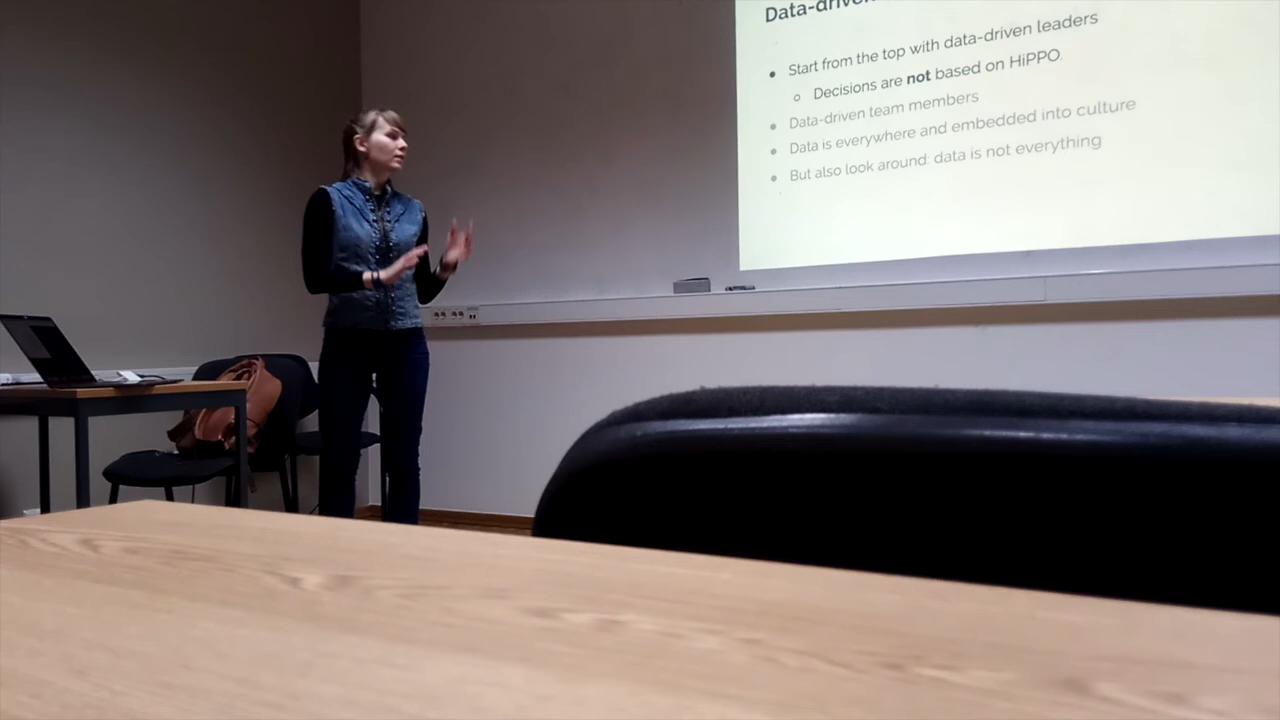 Data-driven
Start from the top with data-driven leaders
Decisions are not based on HiPPO.
Data-driven team members
Data is everywhere and embedded into culture
But also look around: data is not everything